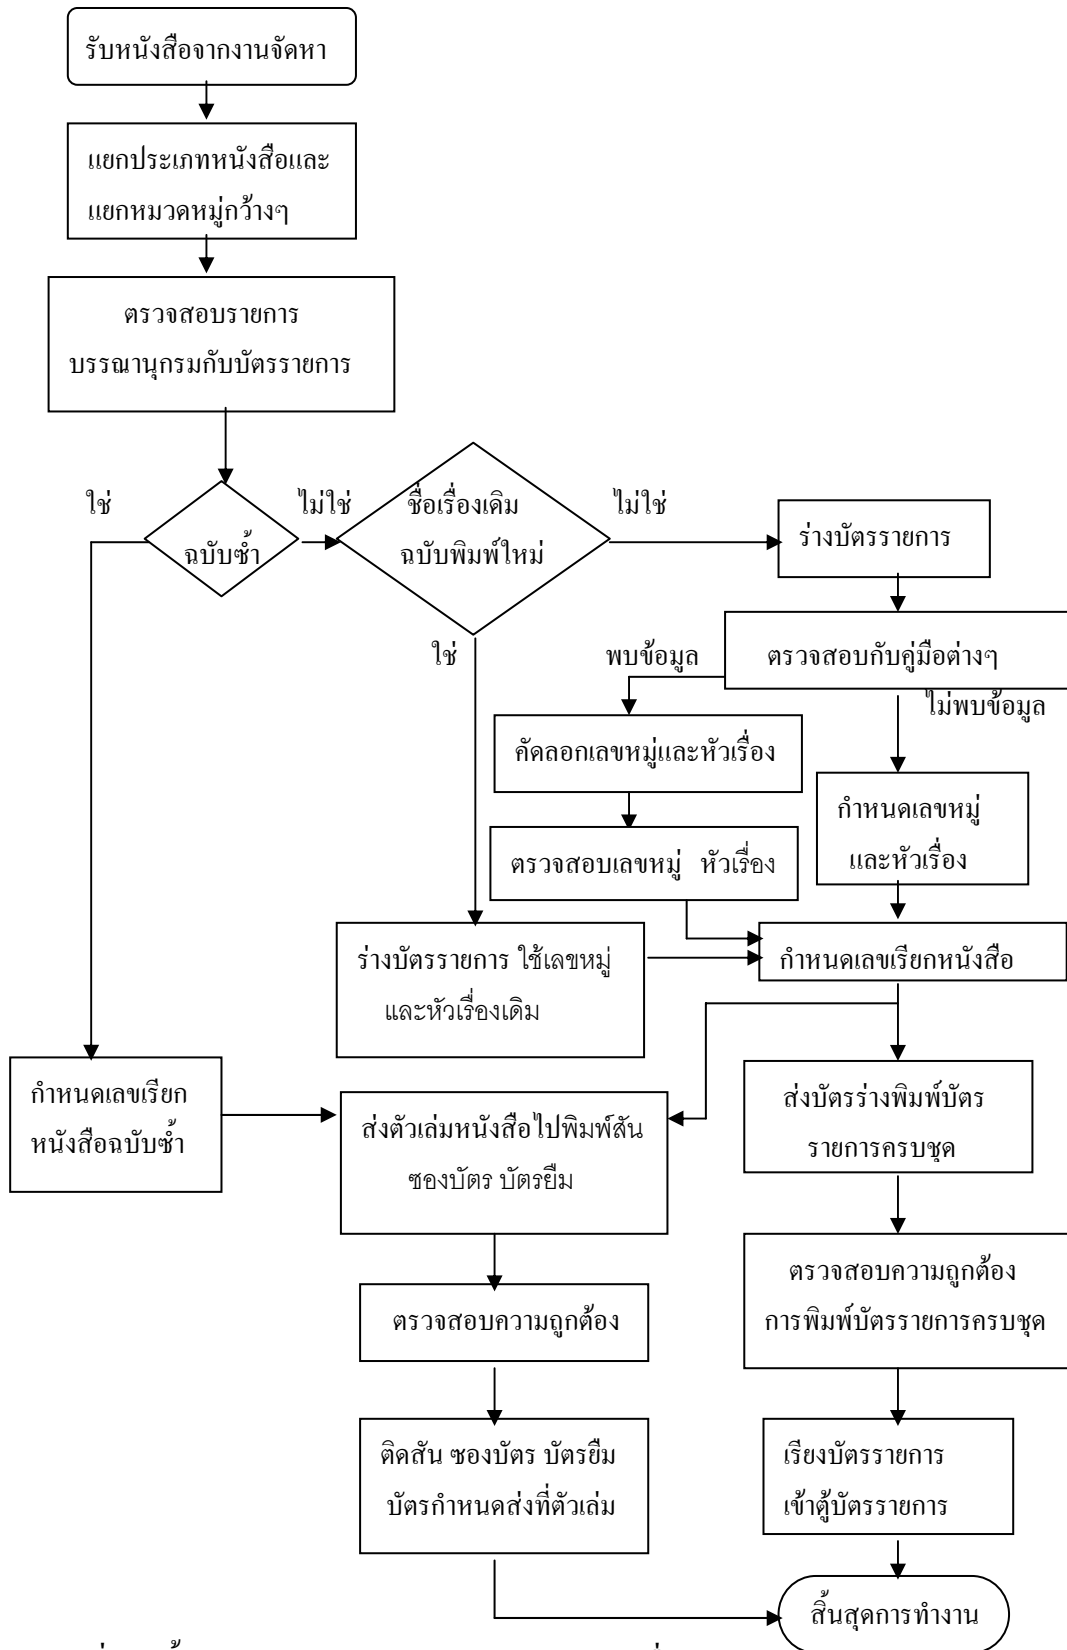 รับหนังสือจากงานจัดหา
แยกประเภทหนังสือและ
แยกหมวดหมู่กว้างๆ
ตรวจสอบรายการ
บรรณานุกรมกับบัตรรายการ
ใช่
ฉบับซ้ำ
ไม่ใช่
ชื่อเรื่องเดิม
ฉบับพิมพ์ใหม่
ไม่ใช่
ร่างบัตรรายการ
ใช่
พบข้อมูล
ตรวจสอบกับคู่มือต่างๆ
ไม่พบข้อมูล
คัดลอกเลขหมู่และหัวเรื่อง
กำหนดเลขหมู่
และหัวเรื่อง
ตรวจสอบเลขหมู่ หัวเรื่อง
ร่างบัตรรายการ ใช้เลขหมู่
และหัวเรื่องเดิม
กำหนดเลขเรียกหนังสือ
กำหนดเลขเรียก
หนังสือฉบับซ้ำ
ส่งตัวเล่มหนังสือไปพิมพ์สัน
ซองบัตร บัตรยืม
ส่งบัตรร่างพิมพ์บัตร
รายการครบชุด
ตรวจสอบความถูกต้อง
ตรวจสอบความถูกต้อง
การพิมพ์บัตรรายการครบชุด
ติดสัน ซองบัตร บัตรยืม
บัตรกำหนดส่งที่ตัวเล่ม
เรียงบัตรรายการ
เข้าตู้บัตรรายการ
สิ้นสุดการทำงาน